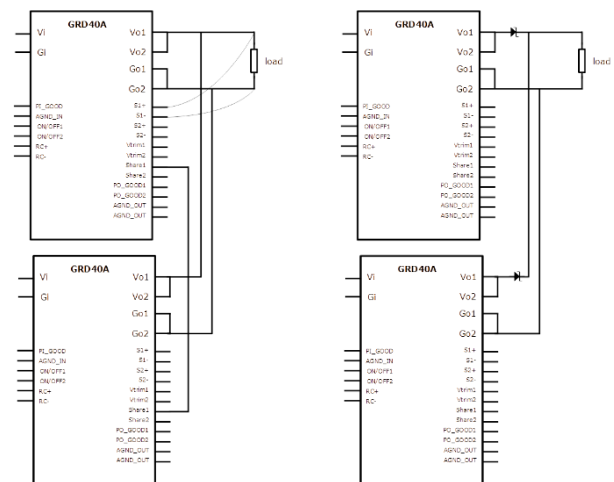 GRD40A
VI
GI
PI_GOOD
AGND_IN
ON/OFF1
ON/OFF2
RC+
RC-
Vo1
Vo2
Go1
Go2
S1+
S1-
S2+
S2-
Vtrim1
Vtrim2
Share1
Share2
PO_GOOD1
PO_GOOD2
AGND_OUT
AGND_OUT
load
GRD40A
VI
GI
PI_GOOD
AGND_IN
ON/OFF1
ON/OFF2
RC+
RC-
Vo1
Vo2
Go1
Go2
S1+
S1-
S2+
S2-
Vtrim1
Vtrim2
Share1
Share2
PO_GOOD1
PO_GOOD2
AGND_OUT
AGND_OUT
GRD40A
VI
GI
PI_GOOD
AGND_IN
ON/OFF1
ON/OFF2
RC+
RC-
Vo1
Vo2
Go1
Go2
S1+
S1-
S2+
S2-
Vtrim1
Vtrim2
Share1
Share2
PO_GOOD1
PO_GOOD2
AGND_OUT
AGND_OUT
load
GRD40A
VI
GI
PI_GOOD
AGND_IN
ON/OFF1
ON/OFF2
RC+
RC-
Vo1
Vo2
Go1
Go2
S1+
S1-
S2+
S2-
Vtrim1
Vtrim2
Share1
Share2
PO_GOOD1
PO_GOOD2
AGND_OUT
AGND_OUT